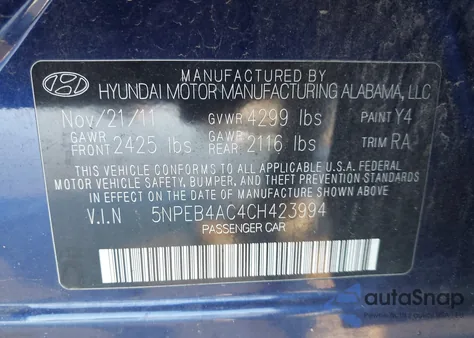 MANUFACTURED BY
HYUNDAI MOTOR MANUFACTURING ALABAMA, LLC
Nov/21/11 GVWR 4299 lbs PAINT Y4
GAWR FRONT 2425 lbs GAWR REAR 2116 lbs TRIM RA
THIS VEHICLE CONFORMS TO ALL APPLICABLE U.S.A. FEDERAL
MOTOR VEHICLE SAFETY, BUMPER, AND THEFT PREVENTION STANDARDS
IN EFFECT ON THE DATE OF MANUFACTURE SHOWN ABOVE.
V.I.N 5NPEB4AC4CH423994
PASSENGER CAR
autoSnap